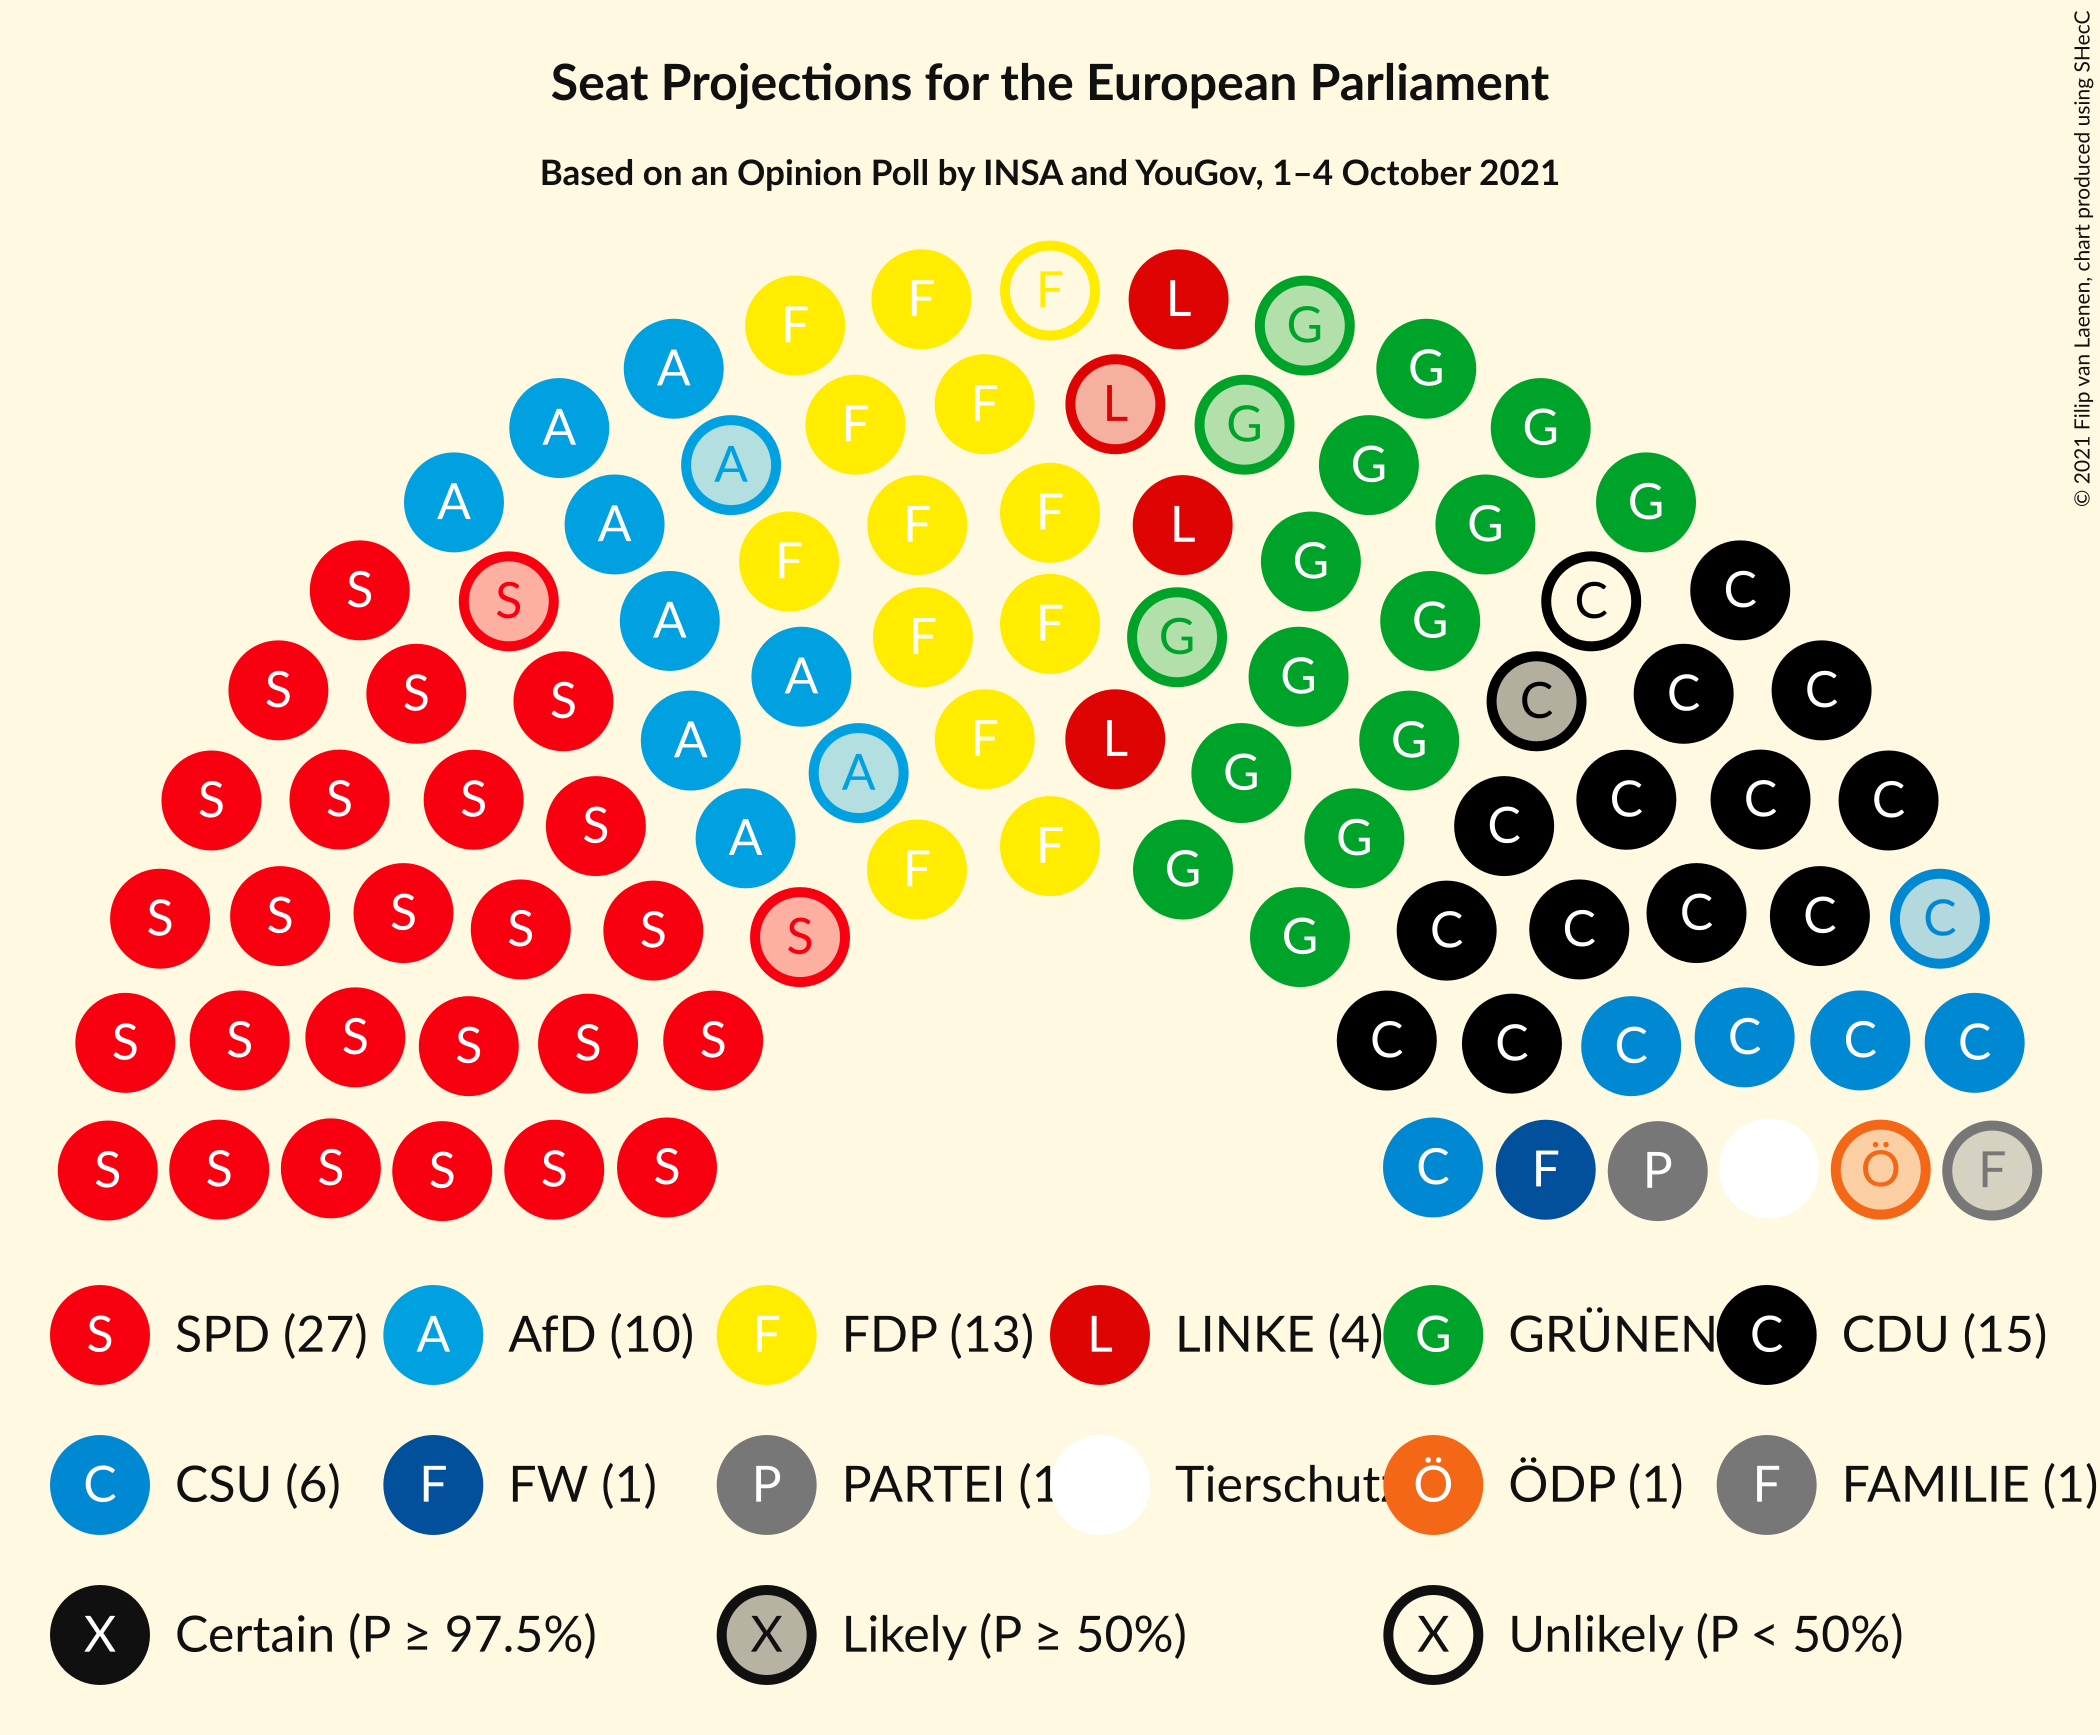 Seat Projections for the European Parliament
Based on an Opinion Poll by INSA and YouGov, 1–4 October 2021
© 2021 Filip van Laenen, chart produced using SHecC
F F F L G
A F F L G G
A A F F L G G G
A A F F G G G
S S A F F G G G C C
S S S A A F L G G C C C
S S S S A A G G C C C C
S S S S S A F F G G C C C C C
S
G
S S S S S S C C C C C C
S S S S S S C F P Ö F
S SPD (27) A AfD (10) F FDP (13) L LINKE (4) G GRÜNEN C CDU (15)
C CSU (6) F FW (1) P PARTEI (1 Tierschutz Ö ÖDP (1) F FAMILIE (1)
X Certain (P ≥ 97.5%) X Likely (P ≥ 50%) X Unlikely (P < 50%)